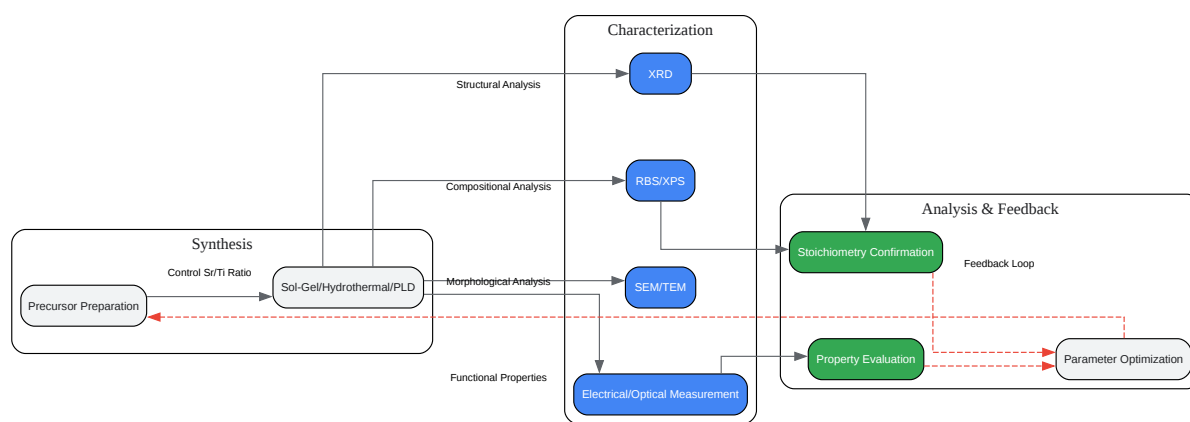 Characterization
XRD
Structural Analysis
RBS/XPS
Compositional Analysis
Analysis & Feedback
Synthesis
Stoichiometry Confirmation
Control Sr/Ti Ratio
Feedback Loop
Sol-Gel/Hydrothermal/PLD
Morphological Analysis
SEM/TEM
Precursor Preparation
Property Evaluation
Parameter Optimization
Functional Properties
Electrical/Optical Measurement